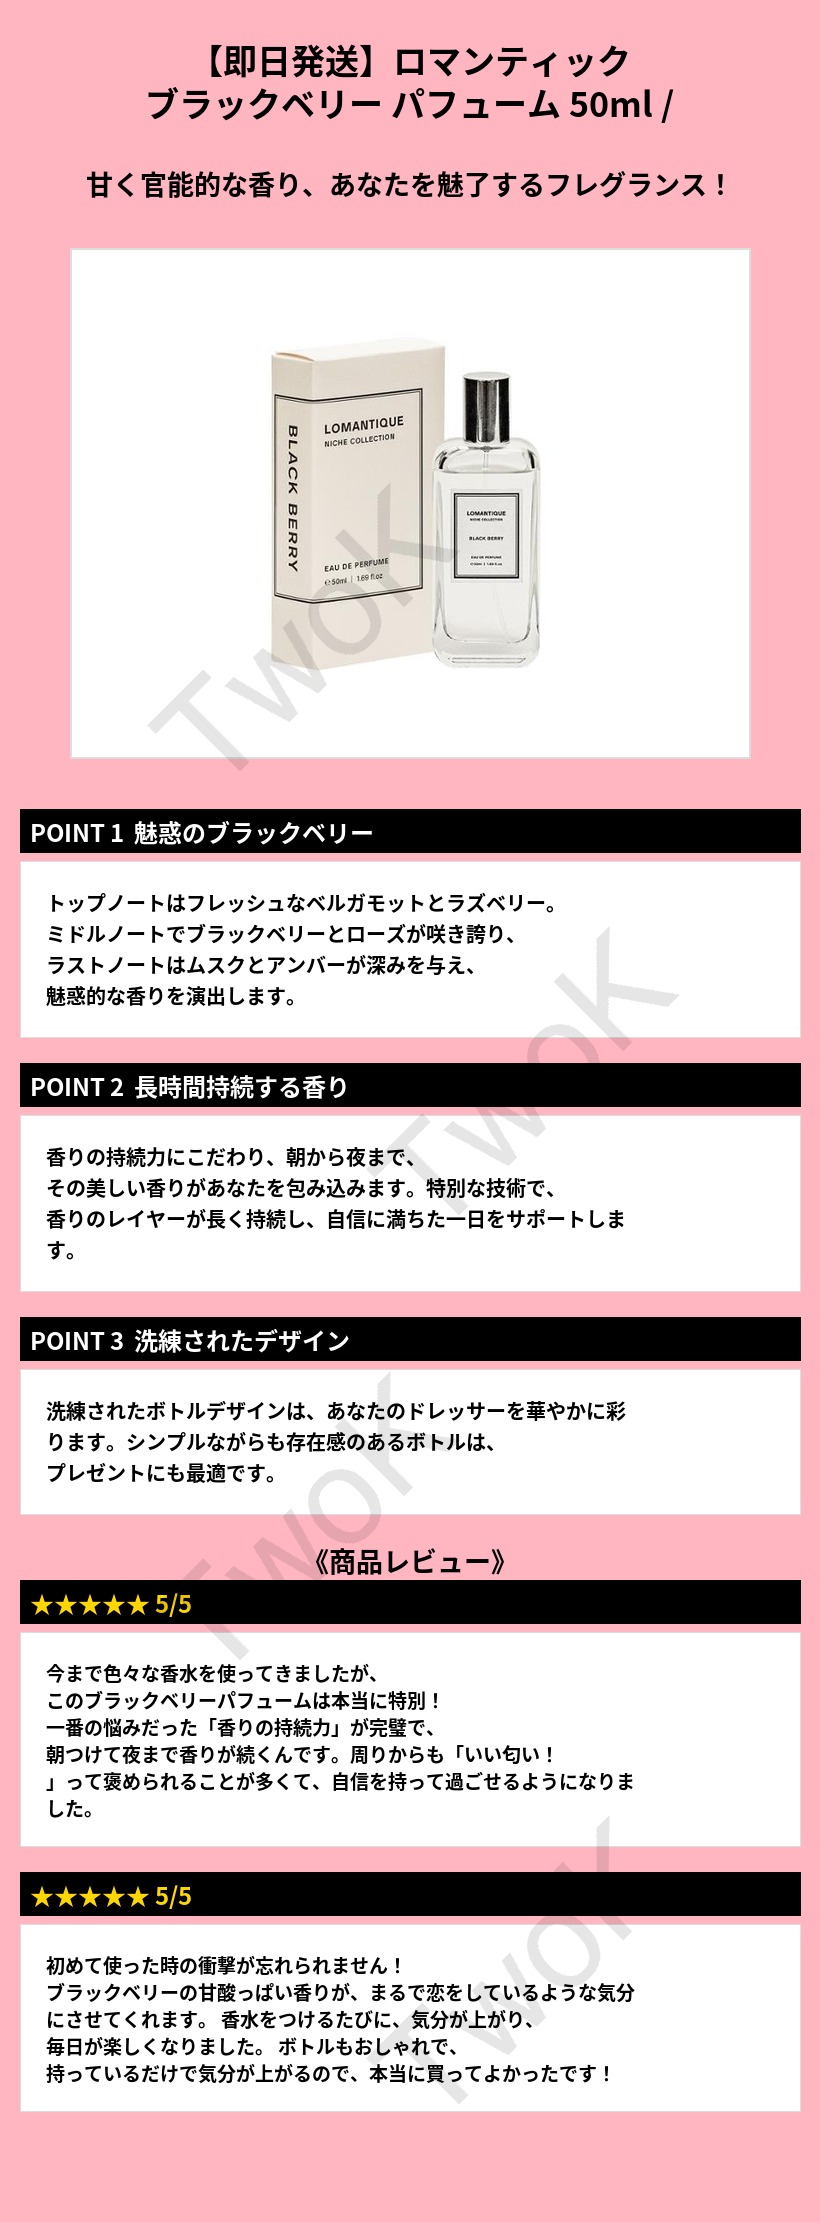 【即日発送】ロマンティック
ブラックベリー パフューム 50ml /
甘く官能的な香り、あなたを魅了するフレグランス！
BLACK BERRY
LOMANTIQUE
NICHE COLLECTION
EAU DE PERFUME
℮50ml | 1.69 fl.oz
LOMANTIQUE
NICHE COLLECTION
BLACK BERRY
EAU DE PERFUME
℮50ml | 1.69 fl.oz
TwoK
POINT 1 魅惑のブラックベリー
トップノートはフレッシュなベルガモットとラズベリー。
ミドルノートでブラックベリーとローズが咲き誇り、
ラストノートはムスクとアンバーが深みを与え、
魅惑的な香りを演出します。
TwoK
POINT 2 長時間持続する香り
香りの持続力にこだわり、朝から夜まで、
その美しい香りがあなたを包み込みます。特別な技術で、
香りのレイヤーが長く持続し、自信に満ちた一日をサポートしま
す。
POINT 3 洗練されたデザイン
洗練されたボトルデザインは、あなたのドレッサーを華やかに彩
ります。シンプルながらも存在感のあるボトルは、
プレゼントにも最適です。
TwoK
《商品レビュー》
★★★★★ 5/5
今まで色々な香水を使ってきましたが、
このブラックベリーパフュームは本当に特別！
一番の悩みだった「香りの持続力」が完璧で、
朝つけて夜まで香りが続くんです。周りからも「いい匂い！
」って褒められることが多くて、自信を持って過ごせるようになりま
した。
★★★★★ 5/5
初めて使った時の衝撃が忘れられません！
ブラックベリーの甘酸っぱい香りが、まるで恋をしているような気分
にさせてくれます。 香水をつけるたびに、気分が上がり、
毎日が楽しくなりました。 ボトルもおしゃれで、
持っているだけで気分が上がるので、本当に買ってよかったです！
TwoK